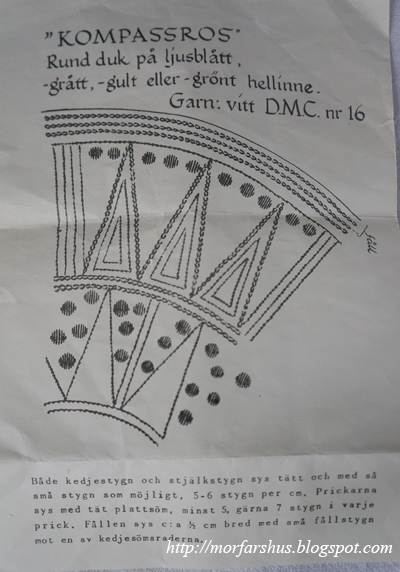 "KOMPASSROS"
Rund duk på ljusblått,
-grått, -gult eller -grönt hellinne.
Garn: vitt D.M.C. nr 16
Fåll
Både kedjestygn och stjälkstygn sys tätt och med så
små stygn som möjligt, 5-6 stygn per cm. Prickarna
sys med tät plattsöm, minst 5, gärna 7 stygn i varje
prick. Fållen sys c:a ½ cm bred med små fållstygn
mot en av kedjesömsraderna.
http://morfarshus.blogspot.com